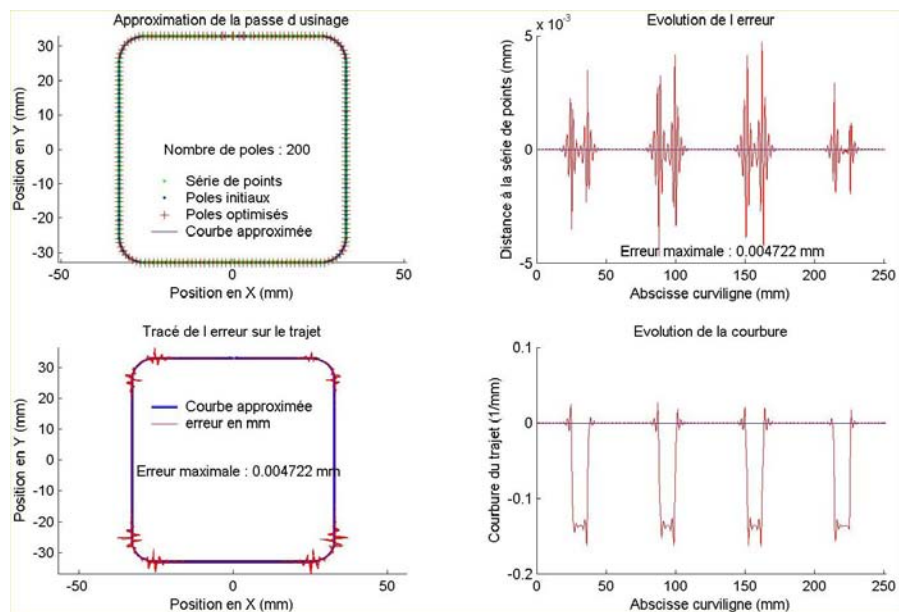 Approximation de la passe d usinage
Position en Y (mm)
30
20
10
0
-10
-20
-30
Nombre de poles : 200
Série de points
Poles initiaux
Poles optimisés
Courbe approximée
-50
0
50
Position en X (mm)
Evolution de l erreur
x 10-3
Distance à la série de points (mm)
5
0
-5
Erreur maximale : 0.004722 mm
0
50
100
150
200
250
Abscisse curviligne (mm)
Tracé de l erreur sur le trajet
Position en Y (mm)
30
20
10
0
-10
-20
-30
Courbe approximée
erreur en mm
Erreur maximale : 0.004722 mm
-50
0
50
Position en X (mm)
Evolution de la courbure
Courbure du trajet (1/mm)
0.1
0
-0.1
-0.2
0
50
100
150
200
250
Abscisse curviligne (mm)